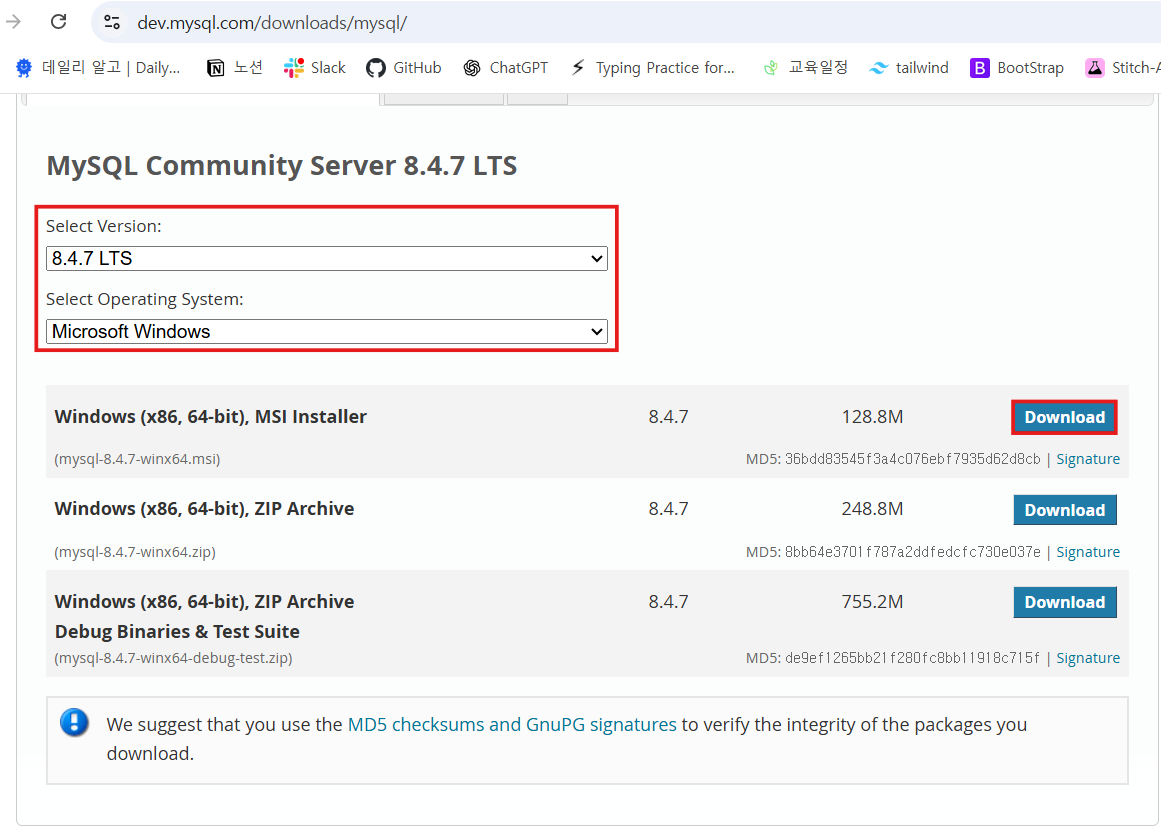 dev.mysql.com/downloads/mysql/
데일리 알고 | Daily... 노션 Slack GitHub ChatGPT Typing Practice for... 교육일정 tailwind B BootStrap Stitch-A
MySQL Community Server 8.4.7 LTS
Select Version:
8.4.7 LTS
Select Operating System:
Microsoft Windows
Windows (x86, 64-bit), MSI Installer 8.4.7 128.8M Download
(mysql-8.4.7-winx64.msi) MD5: 36bdd83545f3a4c076ebf7935d62d8cb | Signature
Windows (x86, 64-bit), ZIP Archive 8.4.7 248.8M Download
(mysql-8.4.7-winx64.zip) MD5: 8bb64e3701f787a2ddfedcfc730e037e | Signature
Windows (x86, 64-bit), ZIP Archive 8.4.7 755.2M Download
Debug Binaries & Test Suite
(mysql-8.4.7-winx64-debug-test.zip) MD5: de9ef1265bb21f280fc8bb11918c715f | Signature
We suggest that you use the MD5 checksums and GnuPG signatures to verify the integrity of the packages you
download.